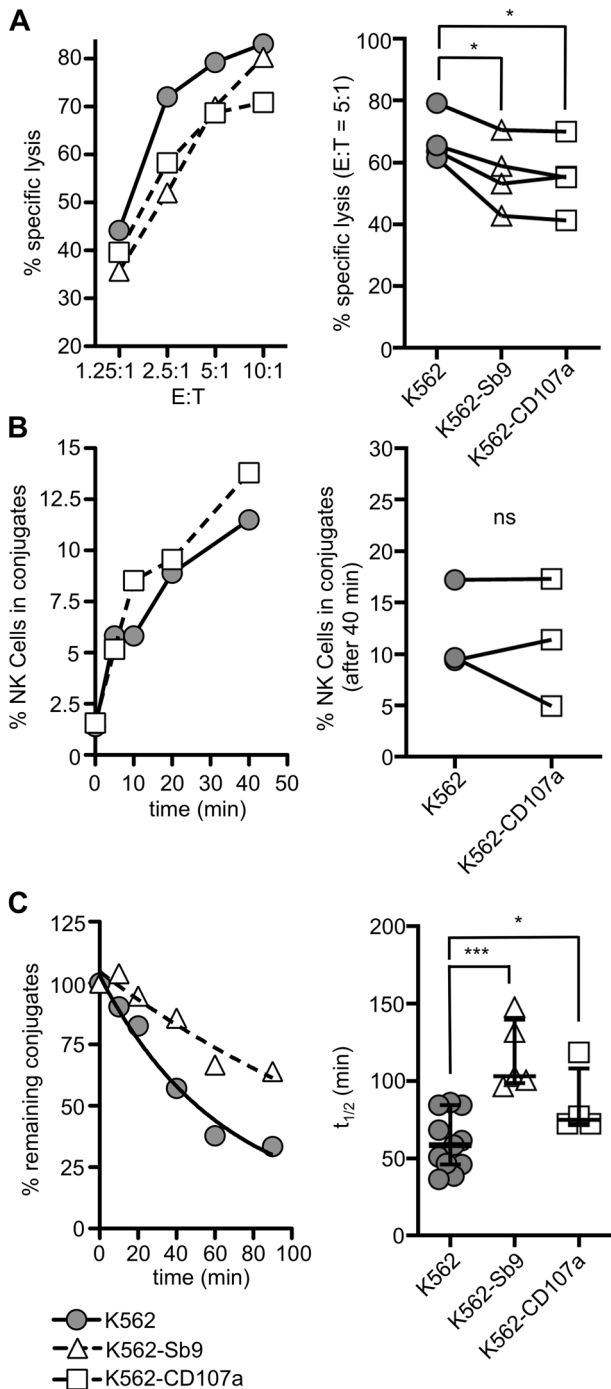 A
% specific lysis
80
70
60
50
40
30
20
1.25:1 2.5:1 5:1 10:1
E:T
% specific lysis (E:T = 5:1)
100
80
60
40
20
0
*
*
K562
K562-Sb9
K562-CD107a
B
% NK Cells in conjugates
15
12.5
10
7.5
5
2.5
0
0 10 20 30 40 50
time (min)
% NK Cells in conjugates
(after 40 min)
30
25
20
15
10
5
0
ns
K562
K562-CD107a
C
% remaining conjugates
125
100
75
50
25
0
0 20 40 60 80 100
time (min)
t1/2 (min)
200
150
100
50
0
*
***
K562
K562-Sb9
K562-CD107a
K562
K562-Sb9
K562-CD107a